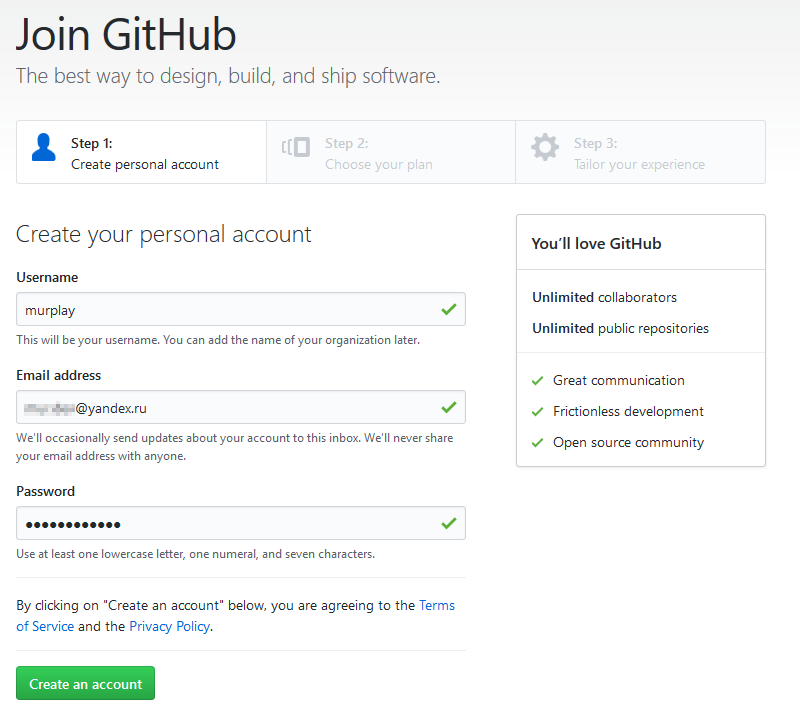 Join GitHub
The best way to design, build, and ship software.
Step 1:
Create personal account
Step 2:
Choose your plan
Step 3:
Tailor your experience
Create your personal account
Username
murplay
This will be your username. You can add the name of your organization later.
Email address
@yandex.ru
We'll occasionally send updates about your account to this inbox. We'll never share
your email address with anyone.
Password
●●●●●●●●●●●●
Use at least one lowercase letter, one numeral, and seven characters.
By clicking on "Create an account" below, you are agreeing to the Terms
of Service and the Privacy Policy.
Create an account
You'll love GitHub
Unlimited collaborators
Unlimited public repositories
Great communication
Frictionless development
Open source community